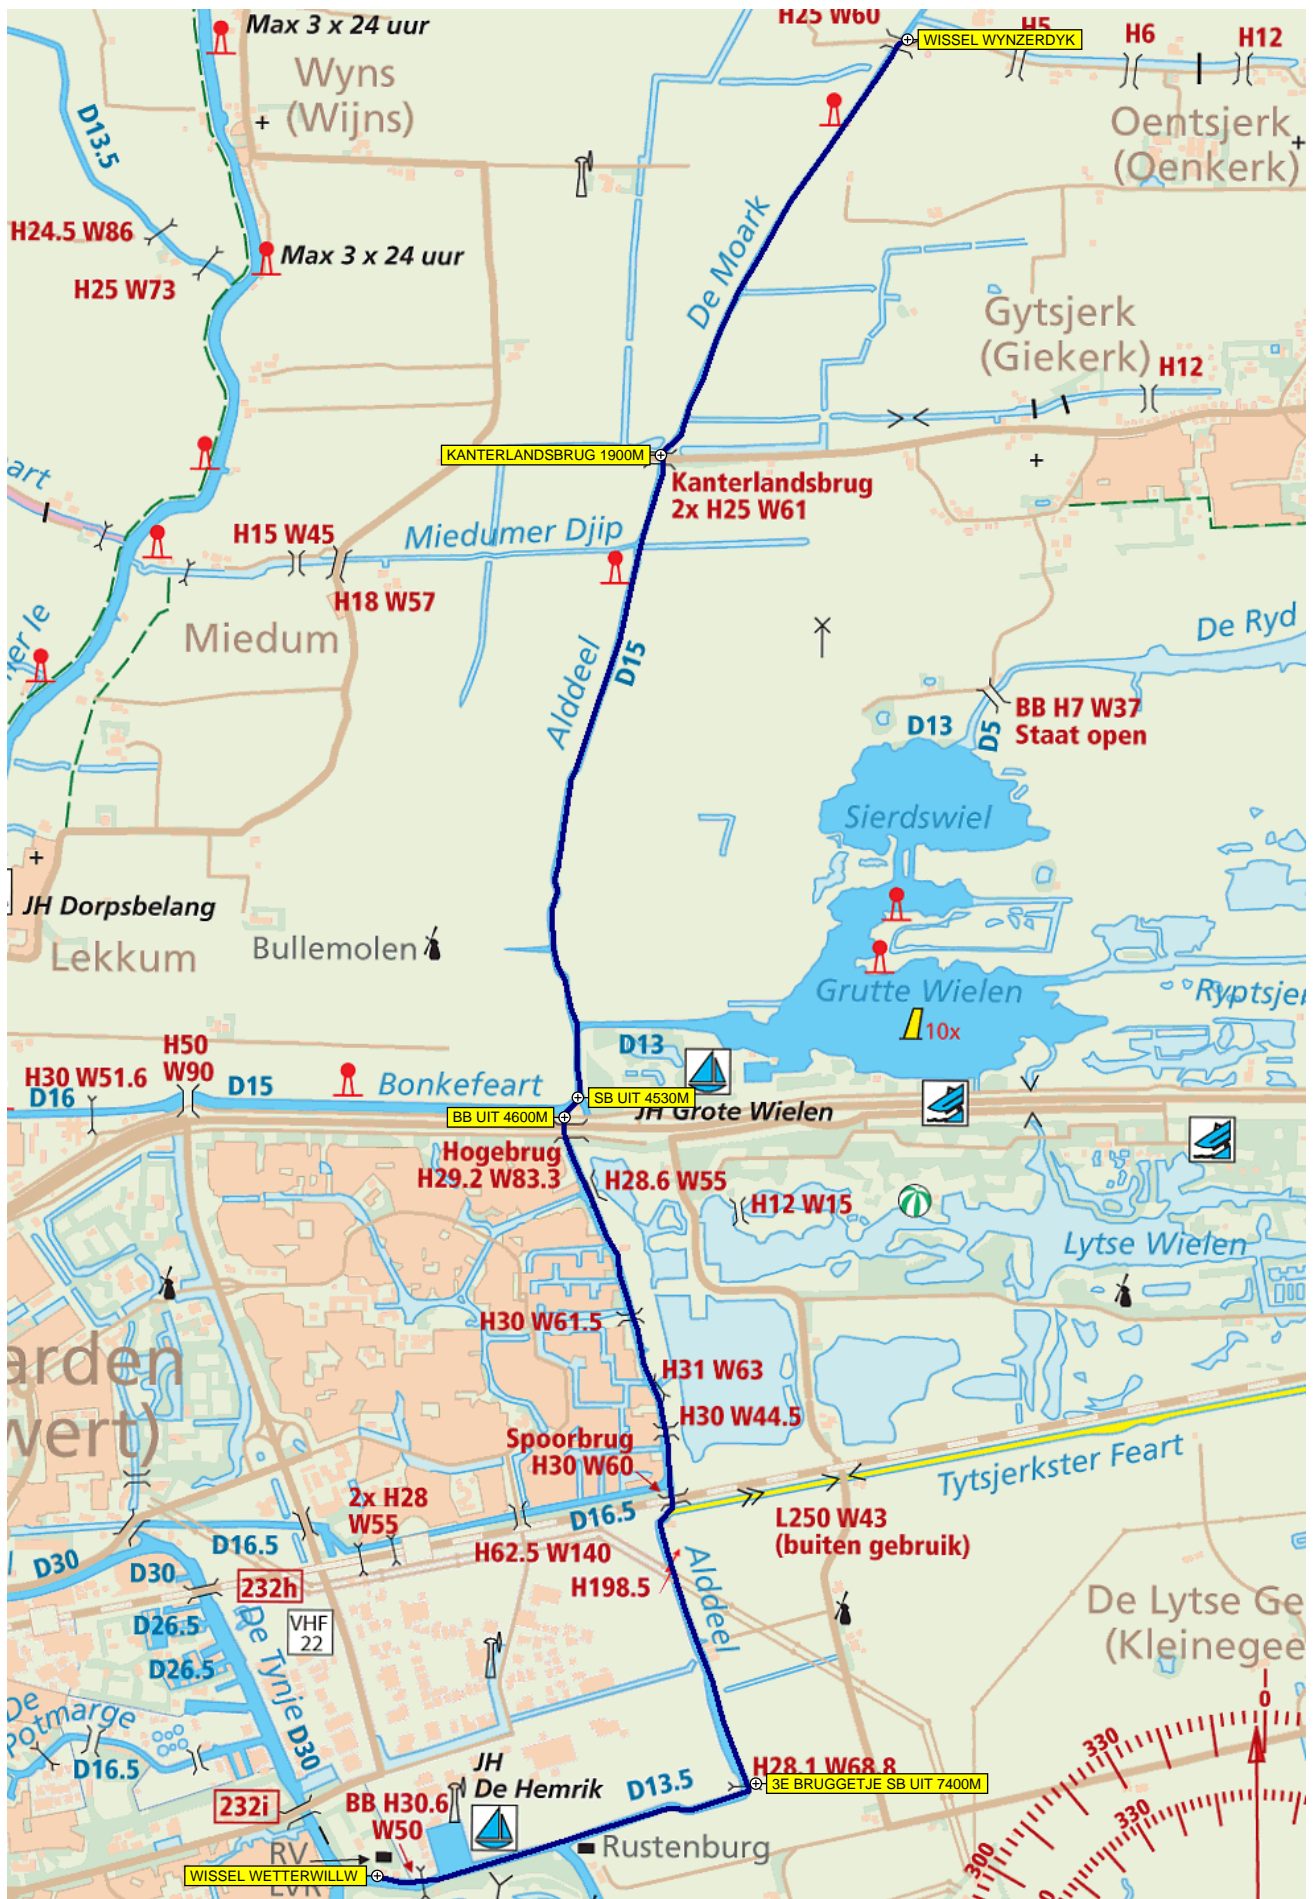 Max 3 x 24 uur
H25 W60
WISSEL WYNZERDYK
H5
H6
H12
Wyns
(Wijns)
D13.5
Oentsjerk
(Oenkerk)
H24.5 W86
Max 3 x 24 uur
H25 W73
De Moark
Gytsjerk
(Giekerk)
H12
KANTERLANDSBRUG 1900M
art
Kanterlandsbrug
2x H25 W61
H15 W45
Miedumer Djip
H18 W57
Miedum
er Ie
De Ryd
Alddeel
D15
BB H7 W37
Staat open
D13
D5
Sierdswiel
JH Dorpsbelang
Lekkum
Bullemolen
Grutte Wielen
10x
Ryptsjer
H50
W90
H30 W51.6
D16
D15
Bonkefeart
D13
SB UIT 4530M
JH Grote Wielen
BB UIT 4600M
Hogebrug
H29.2 W83.3
H28.6 W55
H12 W15
Lytse Wielen
H30 W61.5
arden
wert)
H31 W63
H30 W44.5
Spoorbrug
H30 W60
Tytsjerkster Feart
2x H28
W55
D16.5
L250 W43
(buiten gebruik)
D16.5
D30
D30
H62.5 W140
H198.5
Alddeel
232h
VHF
22
D26.5
D26.5
De Tynje
D30
De Lytse Ge
(Kleinegee
De
Potmarge
D16.5
0
330
330
300
H28.1 W68.8
3E BRUGGETJE SB UIT 7400M
JH
De Hemrik
D13.5
232i
BB H30.6
W50
RV
Rustenburg
WISSEL WETTERWILLW
LVR